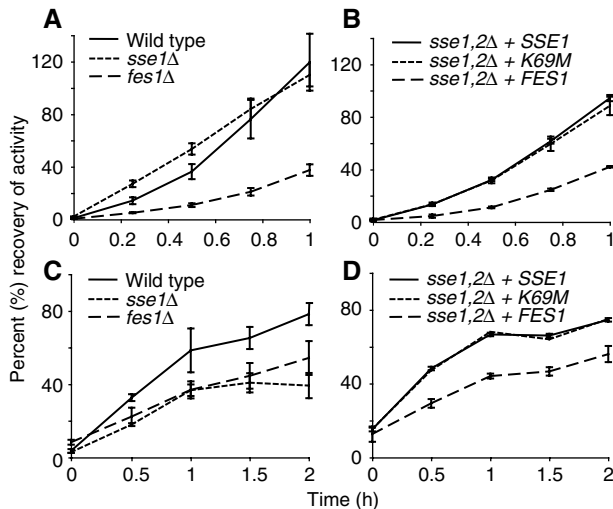 A
Wild type
sse1Δ
fes1Δ
120
80
40
0
0 0.2 0.4 0.6 0.8 1
B
sse1,2Δ + SSE1
sse1,2Δ + K69M
sse1,2Δ + FES1
120
80
40
0
0 0.2 0.4 0.6 0.8 1
Percent (%) recovery of activity
C
Wild type
sse1Δ
fes1Δ
80
40
0
0 0.5 1 1.5 2
D
sse1,2Δ + SSE1
sse1,2Δ + K69M
sse1,2Δ + FES1
80
40
0
0 0.5 1 1.5 2
Time (h)